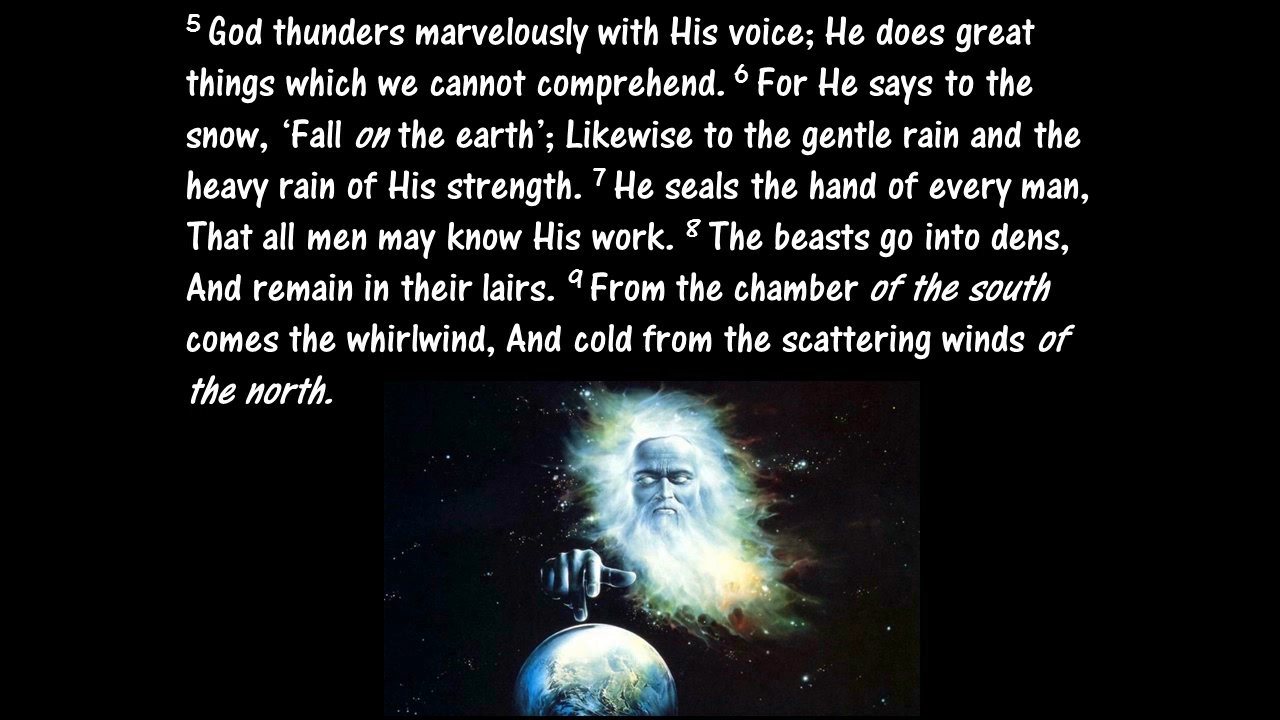 5 God thunders marvelously with His voice; He does great
things which we cannot comprehend. 6 For He says to the
snow, ‘Fall on the earth’; Likewise to the gentle rain and the
heavy rain of His strength. 7 He seals the hand of every man,
That all men may know His work. 8 The beasts go into dens,
And remain in their lairs. 9 From the chamber of the south
comes the whirlwind, And cold from the scattering winds of
the north.